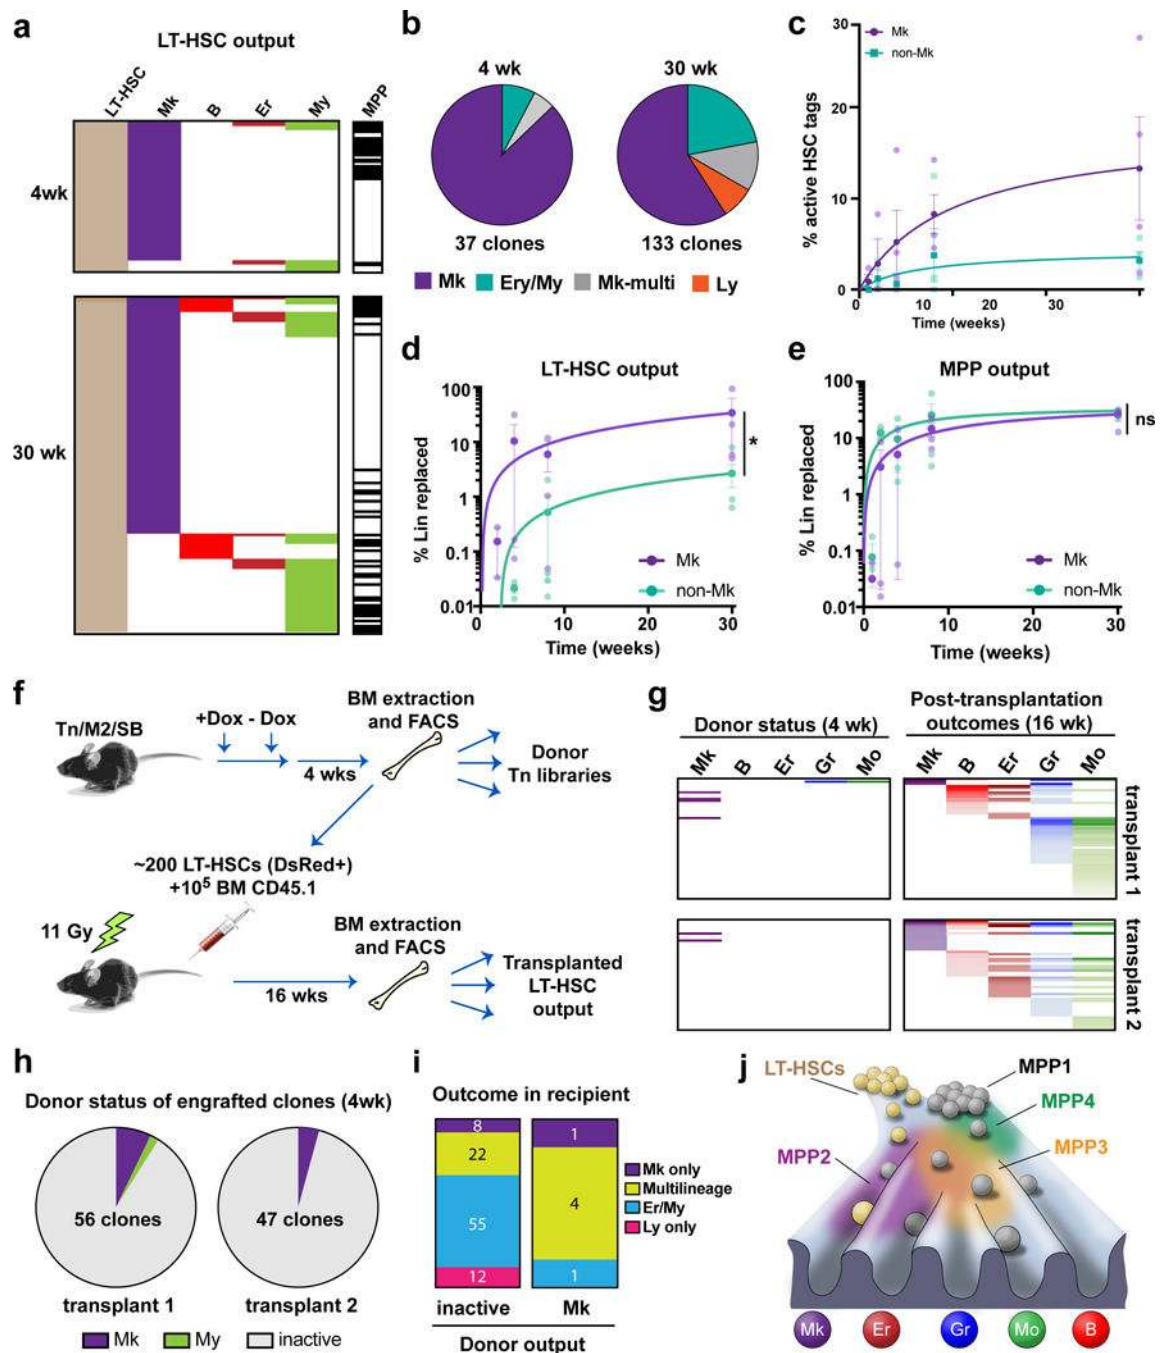 a
LT-HSC output
LT-HSC
Mk
B
Er
My
MPP
4wk
30 wk
b
4 wk
30 wk
37 clones
133 clones
Mk
Ery/My
Mk-multi
Ly
c
Mk
non-Mk
30
20
10
0
% active HSC tags
0
10
20
30
Time (weeks)
d
LT-HSC output
100
10
1
0.1
0.01
% Lin replaced
*
Mk
non-Mk
0
10
20
30
Time (weeks)
e
MPP output
100
10
1
0.1
0.01
% Lin replaced
ns
Mk
non-Mk
0
10
20
30
Time (weeks)
f
Tn/M2/SB
+Dox - Dox
4 wks
BM extraction
and FACS
Donor
Tn libraries
~200 LT-HSCs (DsRed+)
+10⁵ BM CD45.1
11 Gy
16 wks
BM extraction
and FACS
Transplanted
LT-HSC
output
g
Donor status (4 wk)
Mk
B
Er
Gr
Mo
Post-transplantation
outcomes (16 wk)
Mk
B
Er
Gr
Mo
transplant 1
transplant 2
h
Donor status of engrafted clones (4wk)
56 clones
47 clones
transplant 1
transplant 2
Mk
My
inactive
i
Outcome in recipient
8
22
55
12
1
4
1
Mk only
Multilineage
Er/My
Ly only
inactive
Mk
Donor output
j
LT-HSCs
MPP1
MPP4
MPP2
MPP3
Mk
Er
Gr
Mo
B